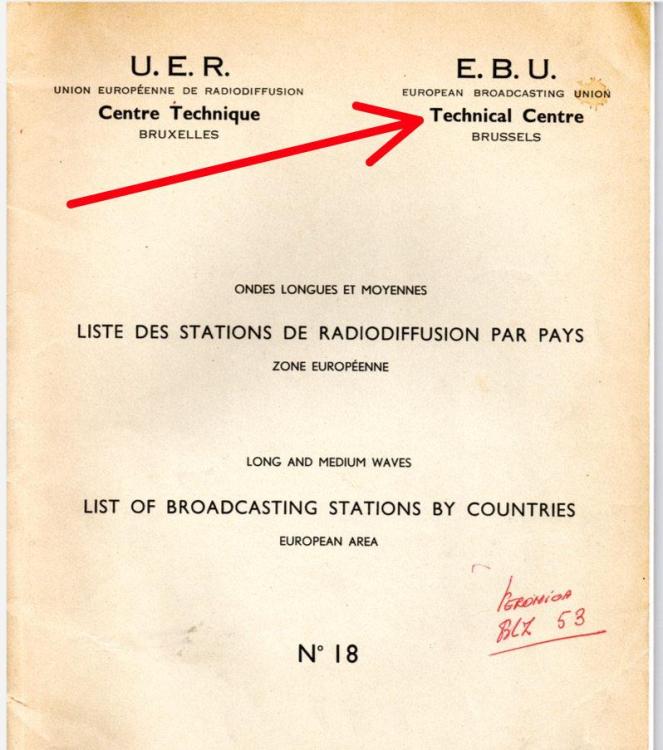 U. E. R.
UNION EUROPÉENNE DE RADIODIFFUSION
Centre Technique
BRUXELLES
E. B. U.
EUROPEAN BROADCASTING UNION
Technical Centre
BRUSSELS
ONDES LONGUES ET MOYENNES
LISTE DES STATIONS DE RADIODIFFUSION PAR PAYS
ZONE EUROPÉENNE
LONG AND MEDIUM WAVES
LIST OF BROADCASTING STATIONS BY COUNTRIES
EUROPEAN AREA
VERONICA
BLZ 53
N° 18